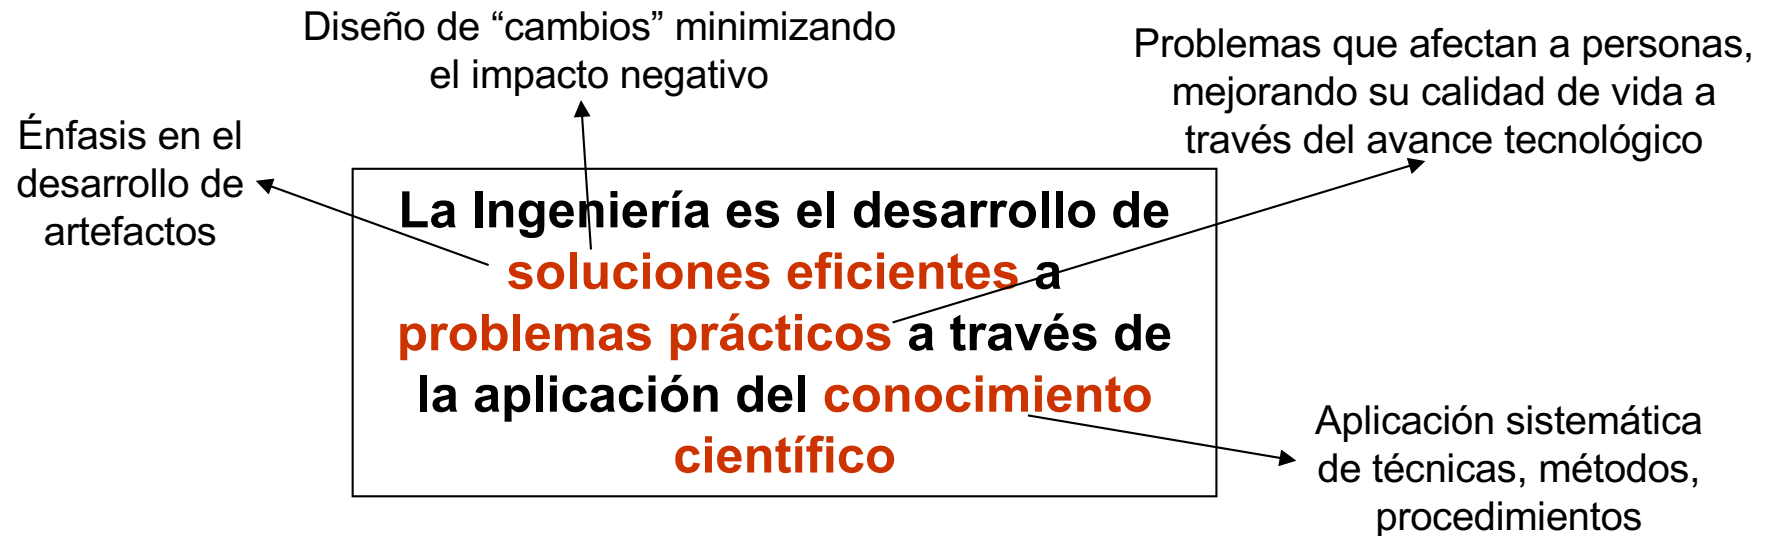 Diseño de “cambios” minimizando
el impacto negativo
Problemas que afectan a personas,
mejorando su calidad de vida a
través del avance tecnológico
Énfasis en el
desarrollo de
artefactos
La Ingeniería es el desarrollo de
soluciones eficientes a
problemas prácticos a través de
la aplicación del conocimiento
científico
Aplicación sistemática
de técnicas, métodos,
procedimientos